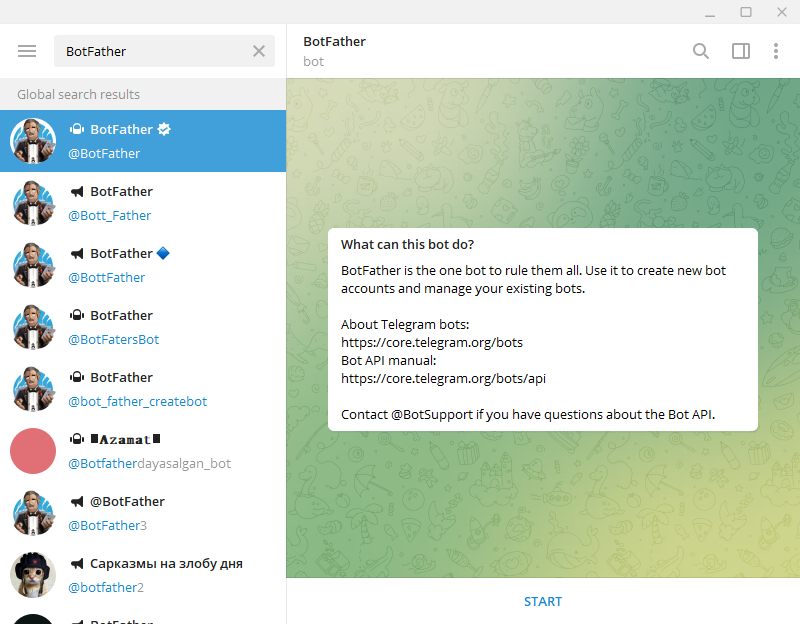 BotFather
Global search results
BotFather
@BotFather
BotFather
@Bott_Father
BotFather
@BottFather
BotFather
@BotFatersBot
BotFather
@bot_father_createbot
𝐀𝐳𝐚𝐦𝐚𝐭
@Botfatherdayasalgan_bot
@BotFather
@BotFather3
Сарказмы на злобу дня
@botfather2
BotFather
BotFather
bot
What can this bot do?
BotFather is the one bot to rule them all. Use it to create new bot
accounts and manage your existing bots.
About Telegram bots:
https://core.telegram.org/bots
Bot API manual:
https://core.telegram.org/bots/api
Contact @BotSupport if you have questions about the Bot API.
START